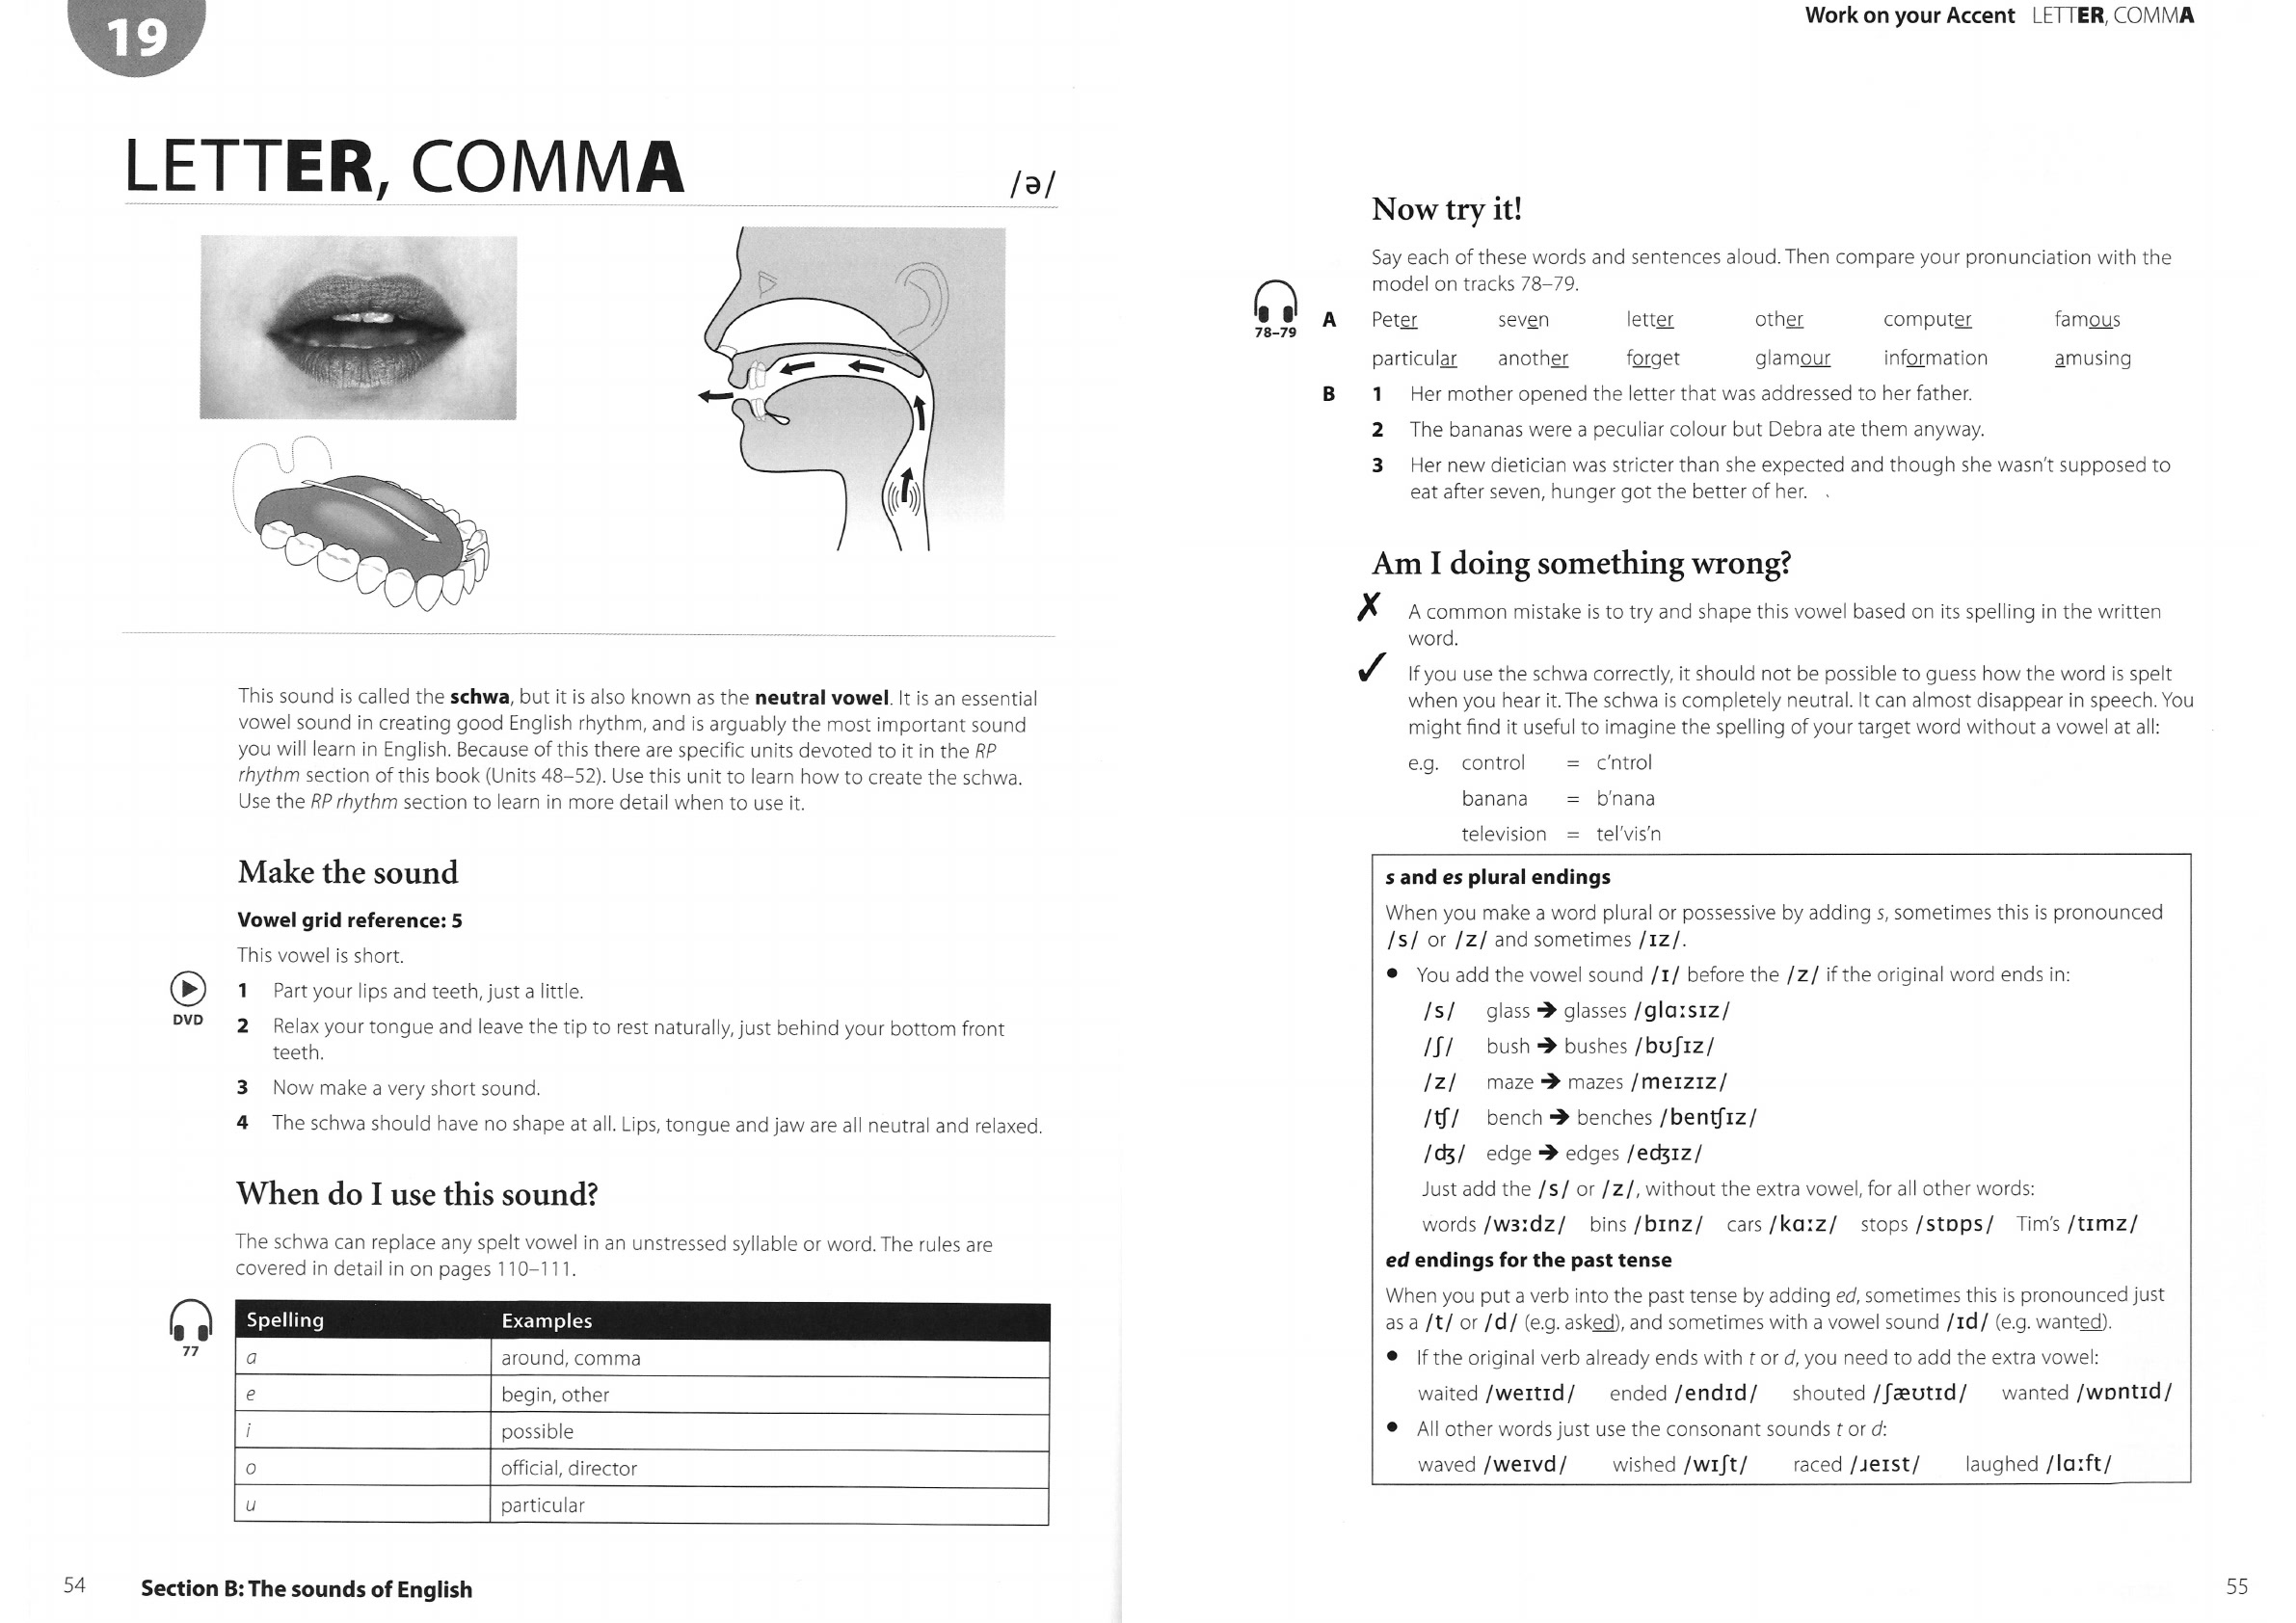 19
LETTER, COMMA
/ə/
This sound is called the schwa, but it is also known as the neutral vowel. It is an essential
vowel sound in creating good English rhythm, and is arguably the most important sound
you will learn in English. Because of this there are specific units devoted to it in the RP
rhythm section of this book (Units 48–52). Use this unit to learn how to create the schwa.
Use the RP rhythm section to learn in more detail when to use it.
Make the sound
Vowel grid reference: 5
This vowel is short.
DVD
1 Part your lips and teeth, just a little.
2 Relax your tongue and leave the tip to rest naturally, just behind your bottom front
teeth.
3 Now make a very short sound.
4 The schwa should have no shape at all. Lips, tongue and jaw are all neutral and relaxed.
When do I use this sound?
The schwa can replace any spelt vowel in an unstressed syllable or word. The rules are
covered in detail in on pages 110–111.
77
Spelling Examples
a around, comma
e begin, other
i possible
o official, director
u particular
54 Section B: The sounds of English
Work on your Accent LETTER, COMMA
Now try it!
Say each of these words and sentences aloud. Then compare your pronunciation with the
model on tracks 78–79.
78–79
A Peter seven letter other computer famous
particular another forget glamour information amusing
B 1 Her mother opened the letter that was addressed to her father.
2 The bananas were a peculiar colour but Debra ate them anyway.
3 Her new dietician was stricter than she expected and though she wasn't supposed to
eat after seven, hunger got the better of her.
Am I doing something wrong?
✗ A common mistake is to try and shape this vowel based on its spelling in the written
word.
✓ If you use the schwa correctly, it should not be possible to guess how the word is spelt
when you hear it. The schwa is completely neutral. It can almost disappear in speech. You
might find it useful to imagine the spelling of your target word without a vowel at all:
e.g. control = c'ntrol
banana = b'nana
television = tel'vis'n
s and es plural endings
When you make a word plural or possessive by adding s, sometimes this is pronounced
/s/ or /z/ and sometimes /ɪz/.
• You add the vowel sound /ɪ/ before the /z/ if the original word ends in:
/s/ glass ➔ glasses /glɑːsɪz/
/ʃ/ bush ➔ bushes /bʊʃɪz/
/z/ maze ➔ mazes /meɪzɪz/
/ʧ/ bench ➔ benches /benʧɪz/
/ʤ/ edge ➔ edges /eʤɪz/
Just add the /s/ or /z/, without the extra vowel, for all other words:
words /wɜːdz/ bins /bɪnz/ cars /kɑːz/ stops /stɒps/ Tim's /tɪmz/
ed endings for the past tense
When you put a verb into the past tense by adding ed, sometimes this is pronounced just
as a /t/ or /d/ (e.g. asked), and sometimes with a vowel sound /ɪd/ (e.g. wanted).
• If the original verb already ends with t or d, you need to add the extra vowel:
waited /weɪtɪd/ ended /endɪd/ shouted /ʃæʊtɪd/ wanted /wɒntɪd/
• All other words just use the consonant sounds t or d:
waved /weɪvd/ wished /wɪʃt/ raced /ɹeɪst/ laughed /lɑːft/
55